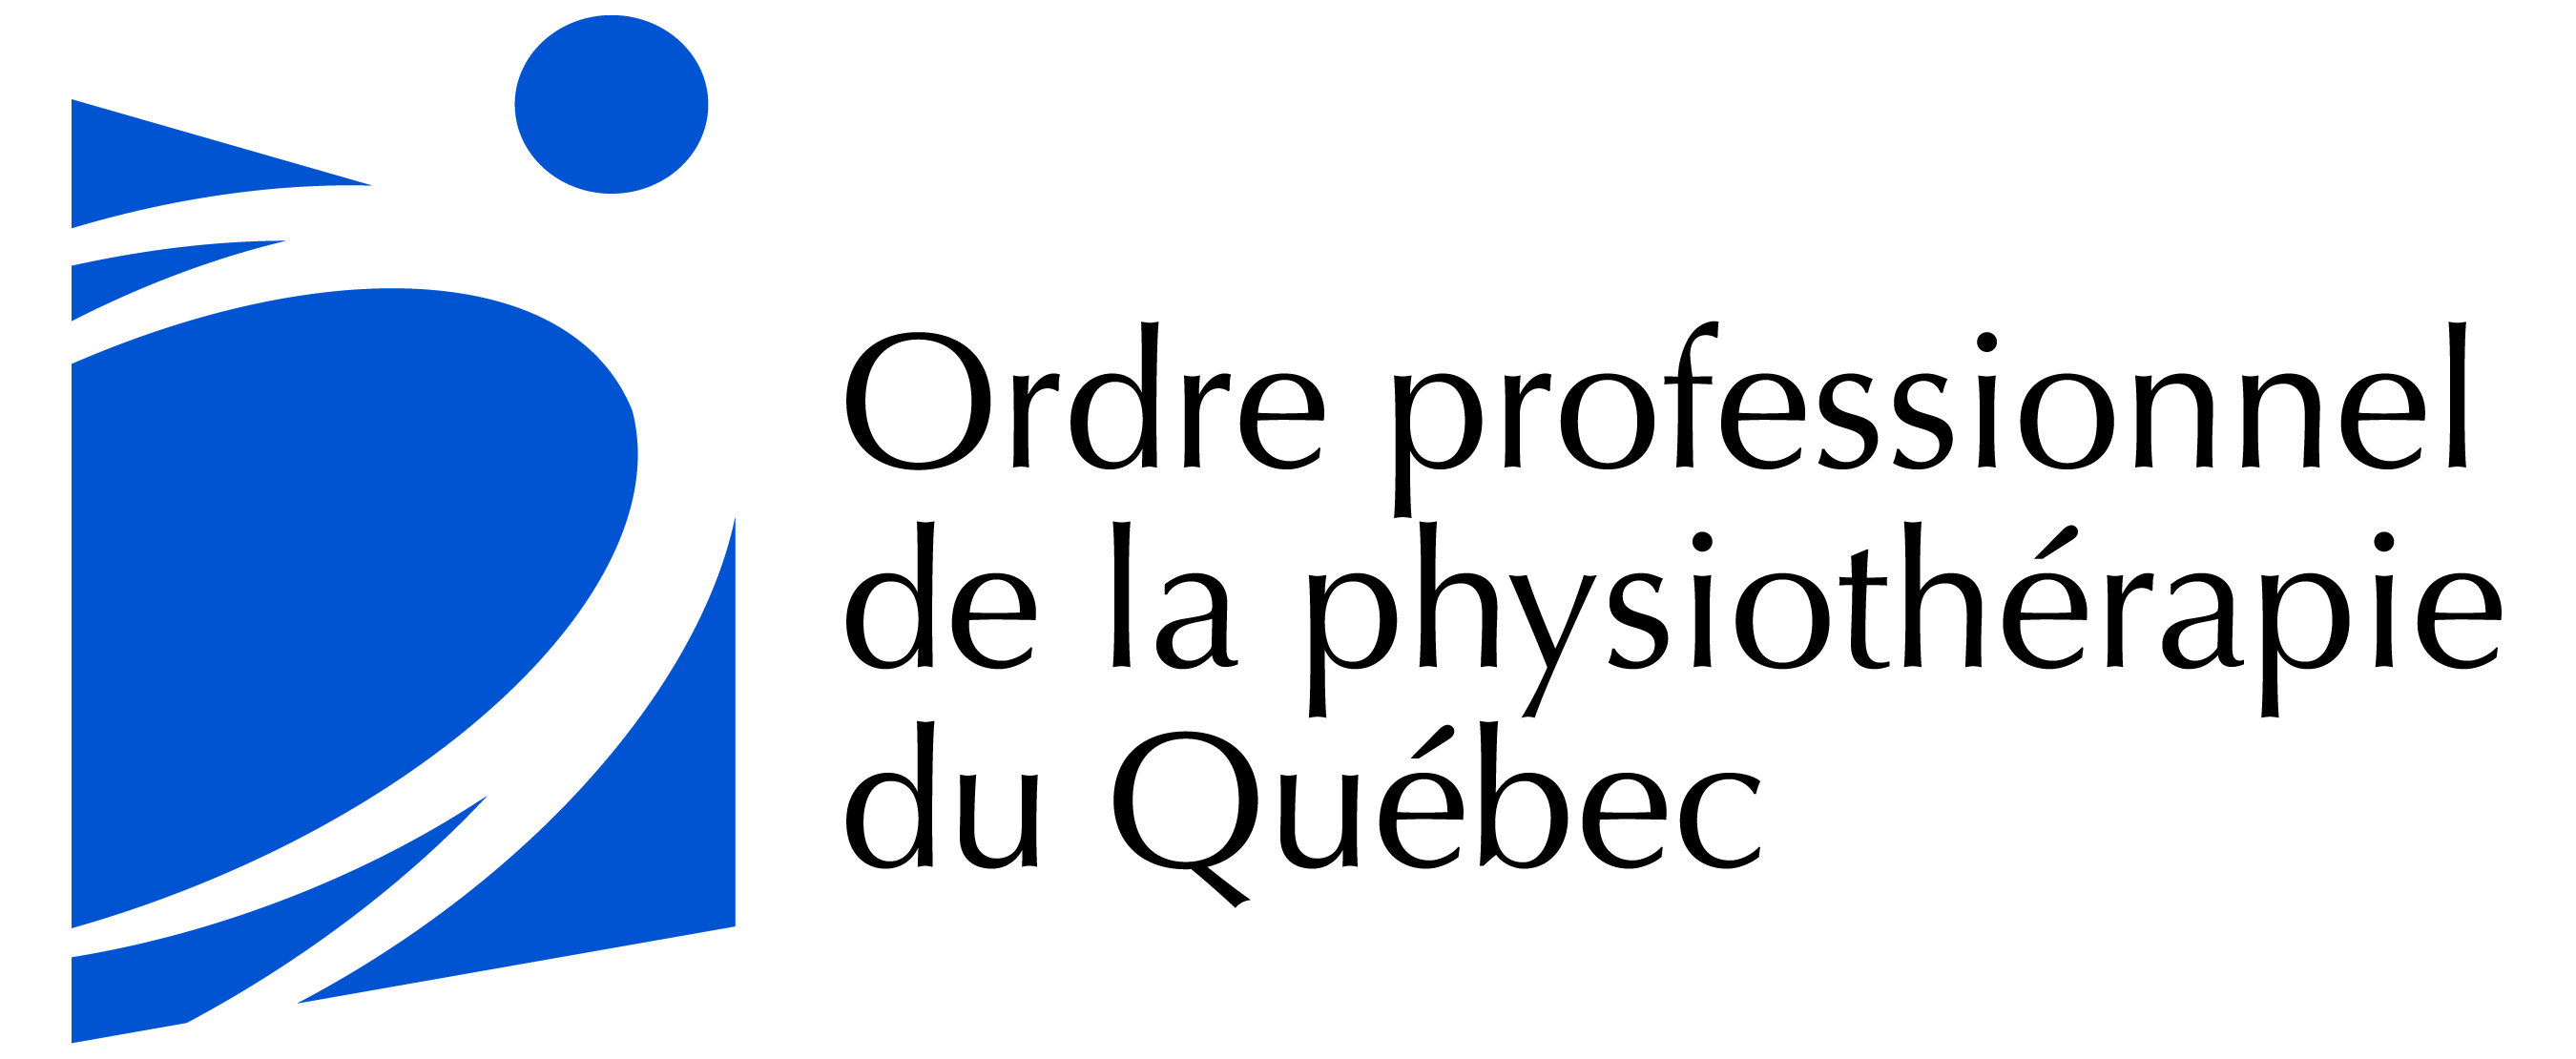 Ordre professionnel
de la physiothérapie
du Québec